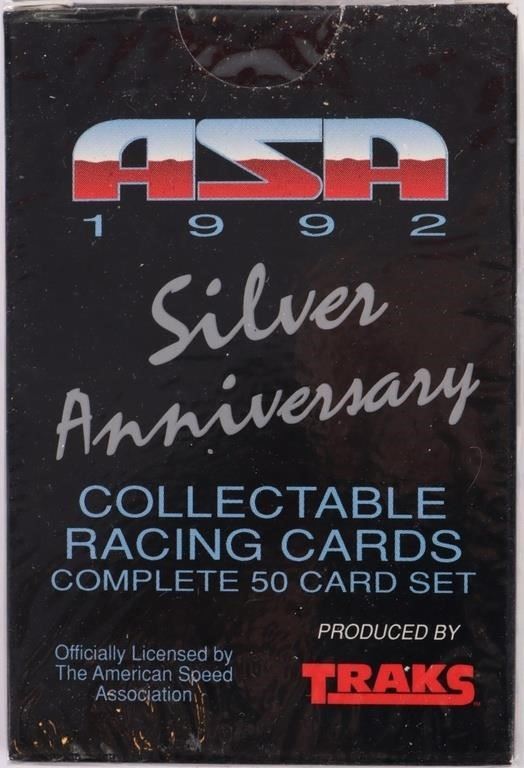 ASA
1992
Silver
Anniversary
COLLECTABLE
RACING CARDS
COMPLETE 50 CARD SET
PRODUCED BY
TRAKS™
Officially Licensed by
The American Speed
Association